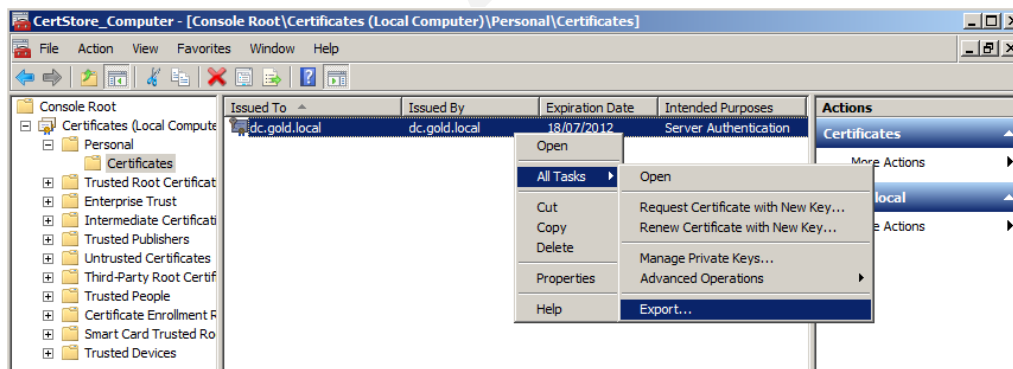 CertStore_Computer - [Console Root\Certificates (Local Computer)\Personal\Certificates]
File Action View Favorites Window Help
Console Root
Certificates (Local Compute
Personal
Certificates
Trusted Root Certificat
Enterprise Trust
Intermediate Certificati
Trusted Publishers
Untrusted Certificates
Third-Party Root Certif
Trusted People
Certificate Enrollment R
Smart Card Trusted Ro
Trusted Devices
Issued To Issued By Expiration Date Intended Purposes
dc.gold.local dc.gold.local 18/07/2012 Server Authentication
Open
All Tasks
Cut
Copy
Delete
Properties
Help
Open
Request Certificate with New Key...
Renew Certificate with New Key...
Manage Private Keys...
Advanced Operations
Export...
Actions
Certificates
More Actions
local
e Actions